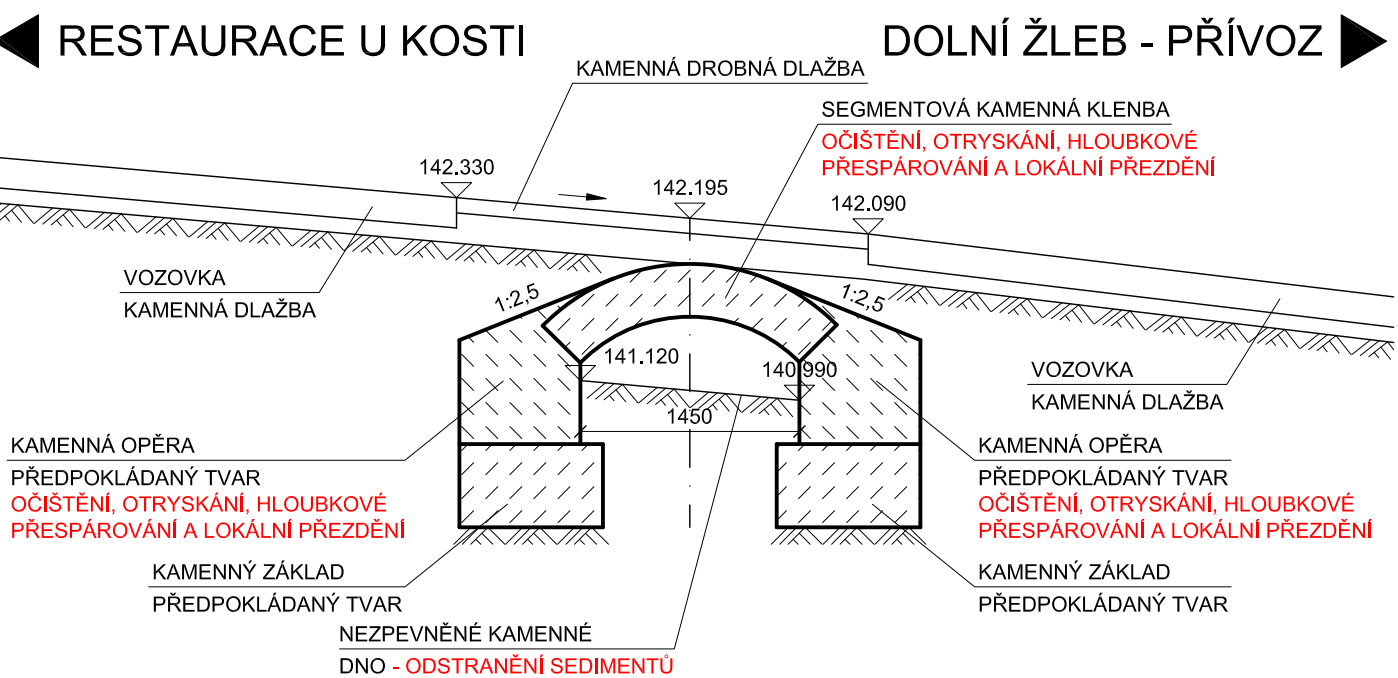 RESTAURACE U KOSTI
DOLNÍ ŽLEB - PŘÍVOZ
KAMENNÁ DROBNÁ DLAŽBA
SEGMENTOVÁ KAMENNÁ KLENBA
OČIŠTĚNÍ, OTRYSKÁNÍ, HLOUBKOVÉ
PŘESPÁROVÁNÍ A LOKÁLNÍ PŘEZDĚNÍ
142.330
142.195
142.090
VOZOVKA
KAMENNÁ DLAŽBA
1:2,5
1:2,5
141.120
140.990
VOZOVKA
KAMENNÁ DLAŽBA
1450
KAMENNÁ OPĚRA
PŘEDPOKLÁDANÝ TVAR
OČIŠTĚNÍ, OTRYSKÁNÍ, HLOUBKOVÉ
PŘESPÁROVÁNÍ A LOKÁLNÍ PŘEZDĚNÍ
KAMENNÁ OPĚRA
PŘEDPOKLÁDANÝ TVAR
OČIŠTĚNÍ, OTRYSKÁNÍ, HLOUBKOVÉ
PŘESPÁROVÁNÍ A LOKÁLNÍ PŘEZDĚNÍ
KAMENNÝ ZÁKLAD
PŘEDPOKLÁDANÝ TVAR
KAMENNÝ ZÁKLAD
PŘEDPOKLÁDANÝ TVAR
NEZPEVNĚNÉ KAMENNÉ
DNO - ODSTRANĚNÍ SEDIMENTŮ